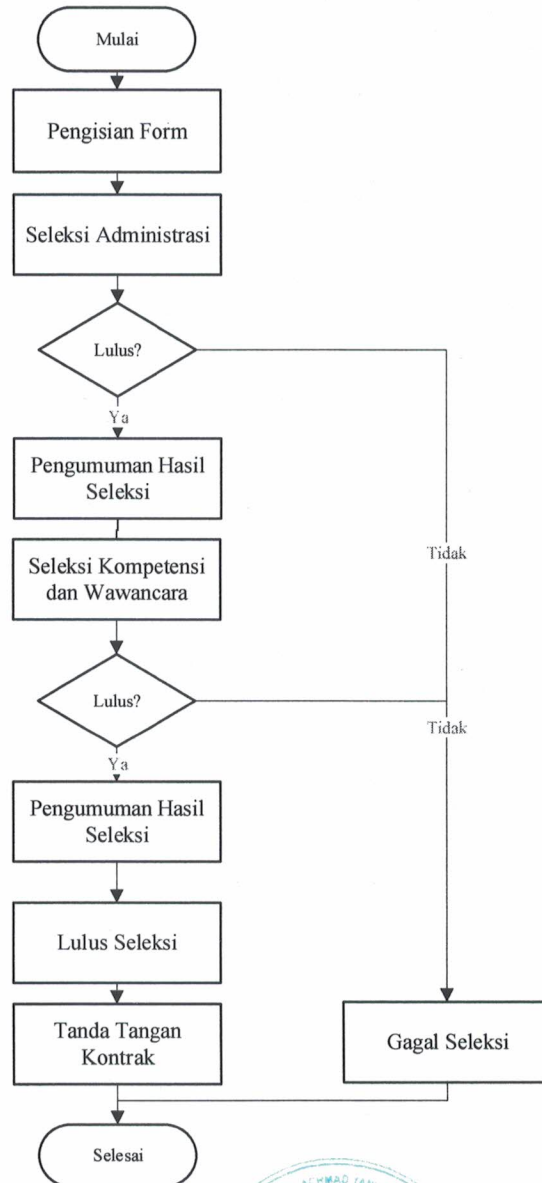 Mulai
Pengisian Form
Seleksi Administrasi
Lulus?
Ya
Pengumuman Hasil
Seleksi
Seleksi Kompetensi
dan Wawancara
Tidak
Lulus?
Tidak
Ya
Pengumuman Hasil
Seleksi
Lulus Seleksi
Tanda Tangan
Kontrak
Gagal Seleksi
Selesai